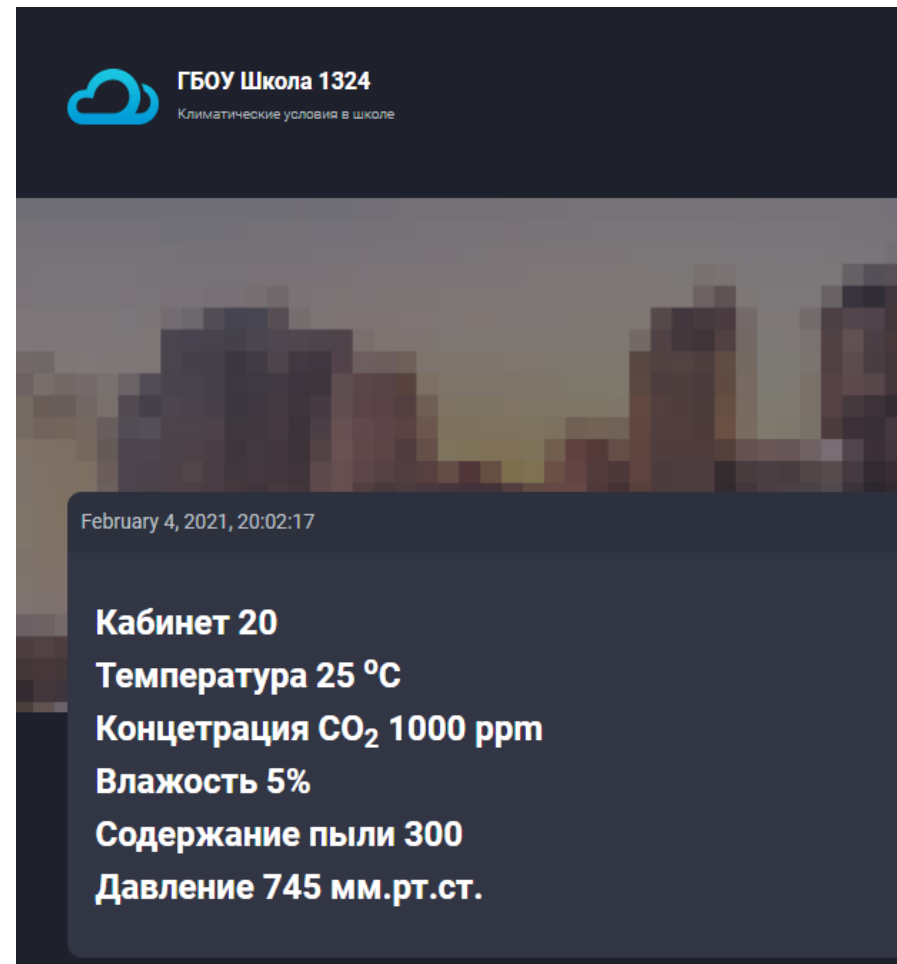 ГБОУ Школа 1324
Климатические условия в школе
February 4, 2021, 20:02:17
Кабинет 20
Температура 25 ºC
Концетрация CO₂ 1000 ppm
Влажость 5%
Содержание пыли 300
Давление 745 мм.рт.ст.